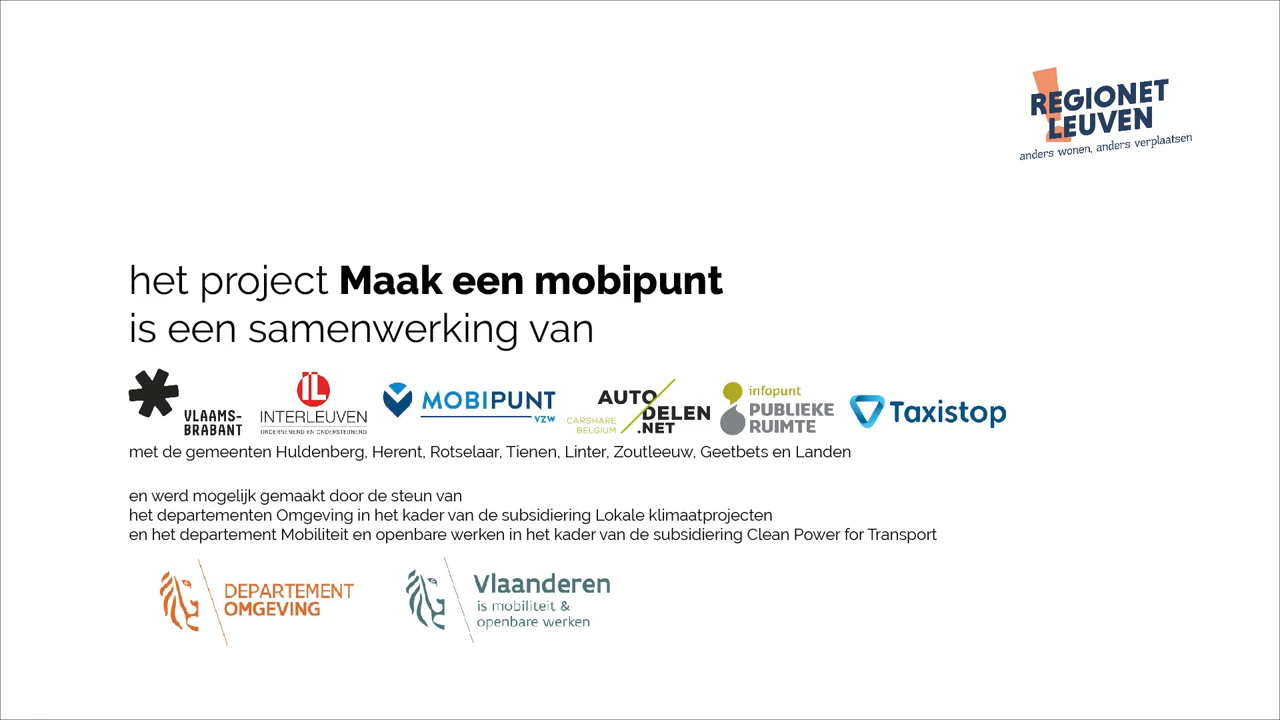 REGIONET
LEUVEN
anders wonen, anders verplaatsen
het project Maak een mobipunt
is een samenwerking van
VLAAMS-
BRABANT
IL
INTERLEUVEN
ONDERNEMEND EN ONDERSTEUNEND
MOBIPUNT
VZW
AUTO
DELEN
.NET
CARSHARE
BELGIUM
infopunt
PUBLIEKE
RUIMTE
Taxistop
met de gemeenten Huldenberg, Herent, Rotselaar, Tienen, Linter, Zoutleeuw, Geetbets en Landen
en werd mogelijk gemaakt door de steun van
het departementen Omgeving in het kader van de subsidiering Lokale klimaatprojecten
en het departement Mobiliteit en openbare werken in het kader van de subsidiering Clean Power for Transport
DEPARTEMENT
OMGEVING
Vlaanderen
is mobiliteit &
openbare werken